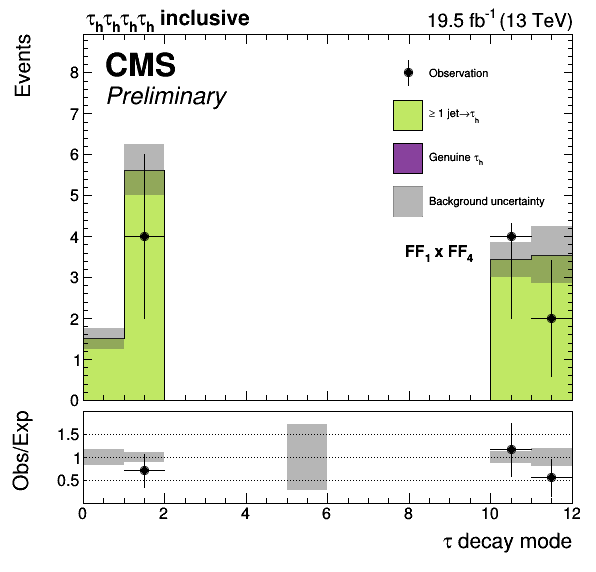 τhτhτhτh inclusive
19.5 fb-1 (13 TeV)
Events
CMS
Preliminary
Observation
≥ 1 jet→τh
Genuine τh
Background uncertainty
FF1 x FF4
8
7
6
5
4
3
2
1
0
Obs/Exp
1.5
1
0.5
0 2 4 6 8 10 12
τ decay mode